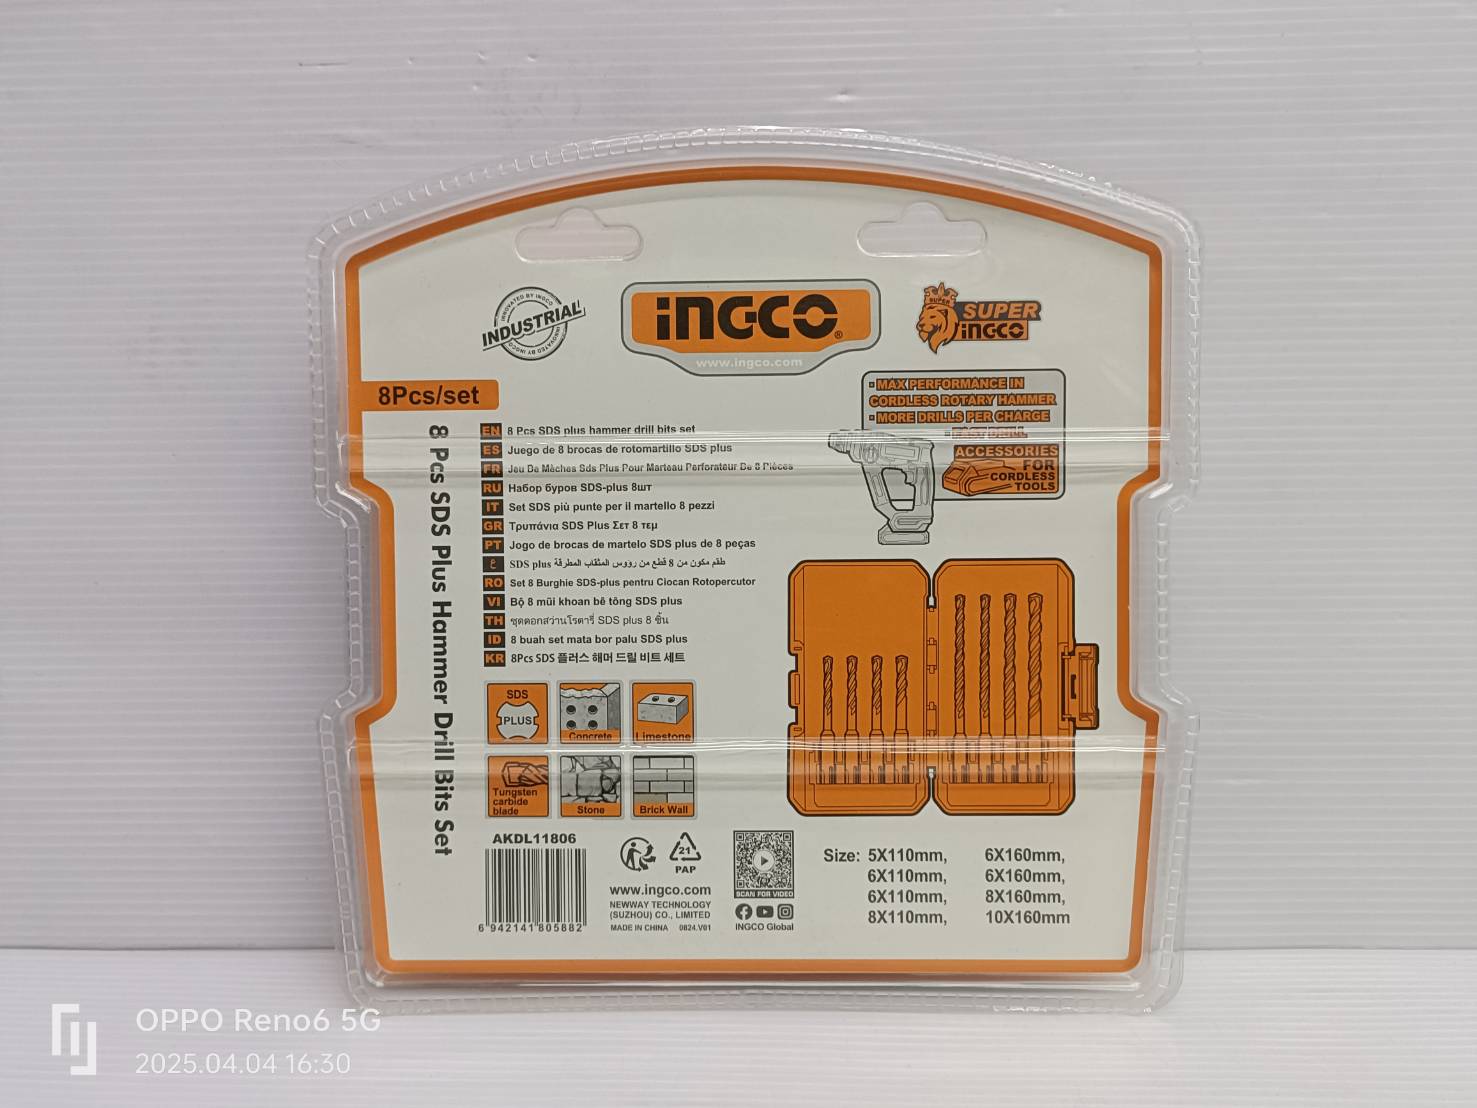 INNOVATED BY INGCO
INDUSTRIAL
INNOVATED BY INGCO
INGCO®
www.ingco.com
SUPER
SUPER
INGCO
8Pcs/set
MAX PERFORMANCE IN
CORDLESS ROTARY HAMMER
MORE DRILLS PER CHARGE
FAST DRILL
ACCESSORIES
FOR
CORDLESS
TOOLS
8 Pcs SDS Plus Hammer Drill Bits Set
EN 8 Pcs SDS plus hammer drill bits set
ES Juego de 8 brocas de rotomartillo SDS plus
FR Jeu De Mèches Sds Plus Pour Marteau Perforateur De 8 Pièces
RU Набор буров SDS-plus 8шт
IT Set SDS più punte per il martello 8 pezzi
GR Τρυπάνια SDS Plus Σετ 8 τεμ
PT Jogo de brocas de martelo SDS plus de 8 peças
ع طقم مكون من 8 قطع من رؤوس المثقاب المطرقة SDS plus
RO Set 8 Burghie SDS-plus pentru Ciocan Rotopercutor
VI Bộ 8 mũi khoan bê tông SDS plus
TH ชุดดอกสว่านโรตารี่ SDS plus 8 ชิ้น
ID 8 buah set mata bor palu SDS plus
KR 8Pcs SDS 플러스 해머 드릴 비트 세트
SDS
PLUS
Concrete
Limestone
Tungsten
carbide
blade
Stone
Brick Wall
AKDL11806
6 942141 805882
21
PAP
www.ingco.com
NEWWAY TECHNOLOGY
(SUZHOU) CO., LIMITED
MADE IN CHINA 0824.V01
SCAN FOR VIDEO
INGCO Global
Size: 5X110mm, 6X160mm,
6X110mm, 6X160mm,
6X110mm, 8X160mm,
8X110mm, 10X160mm
OPPO Reno6 5G
2025.04.04 16:30